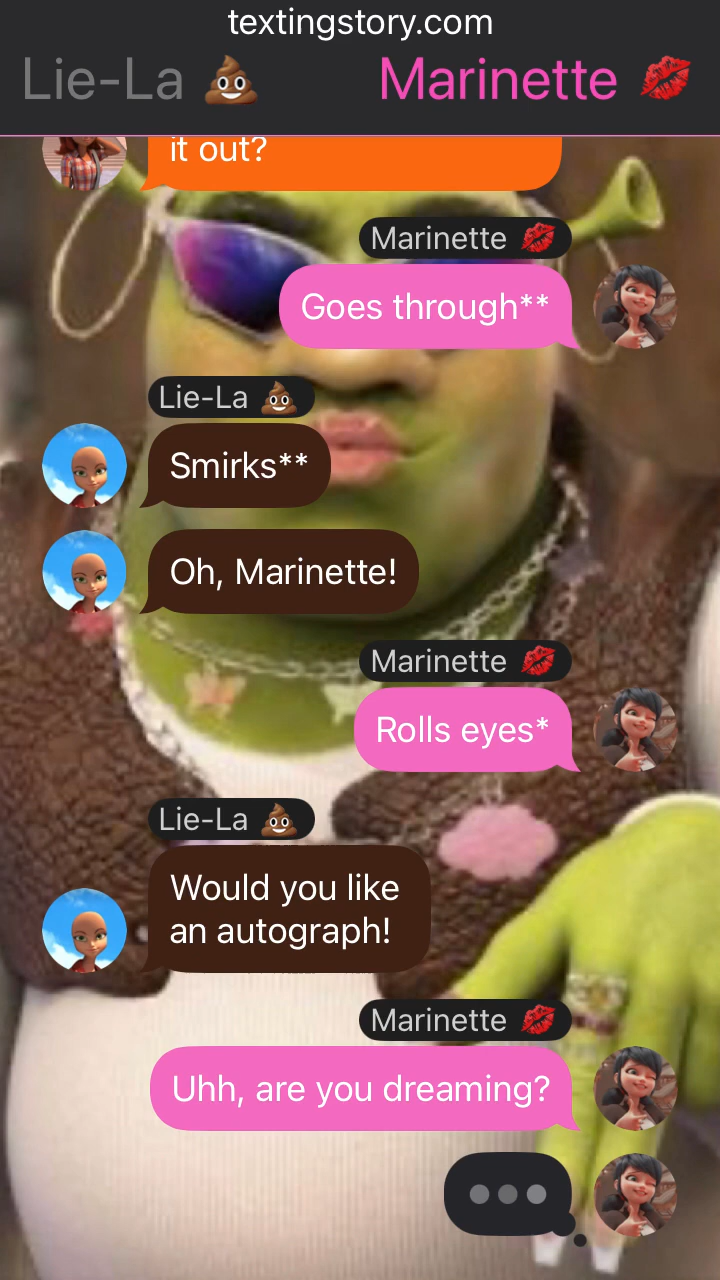 textingstory.com
Lie-La 💩 Marinette 💋
it out?
Marinette 💋
Goes through**
Lie-La 💩
Smirks**
Oh, Marinette!
Marinette 💋
Rolls eyes*
Lie-La 💩
Would you like
an autograph!
Marinette 💋
Uhh, are you dreaming?